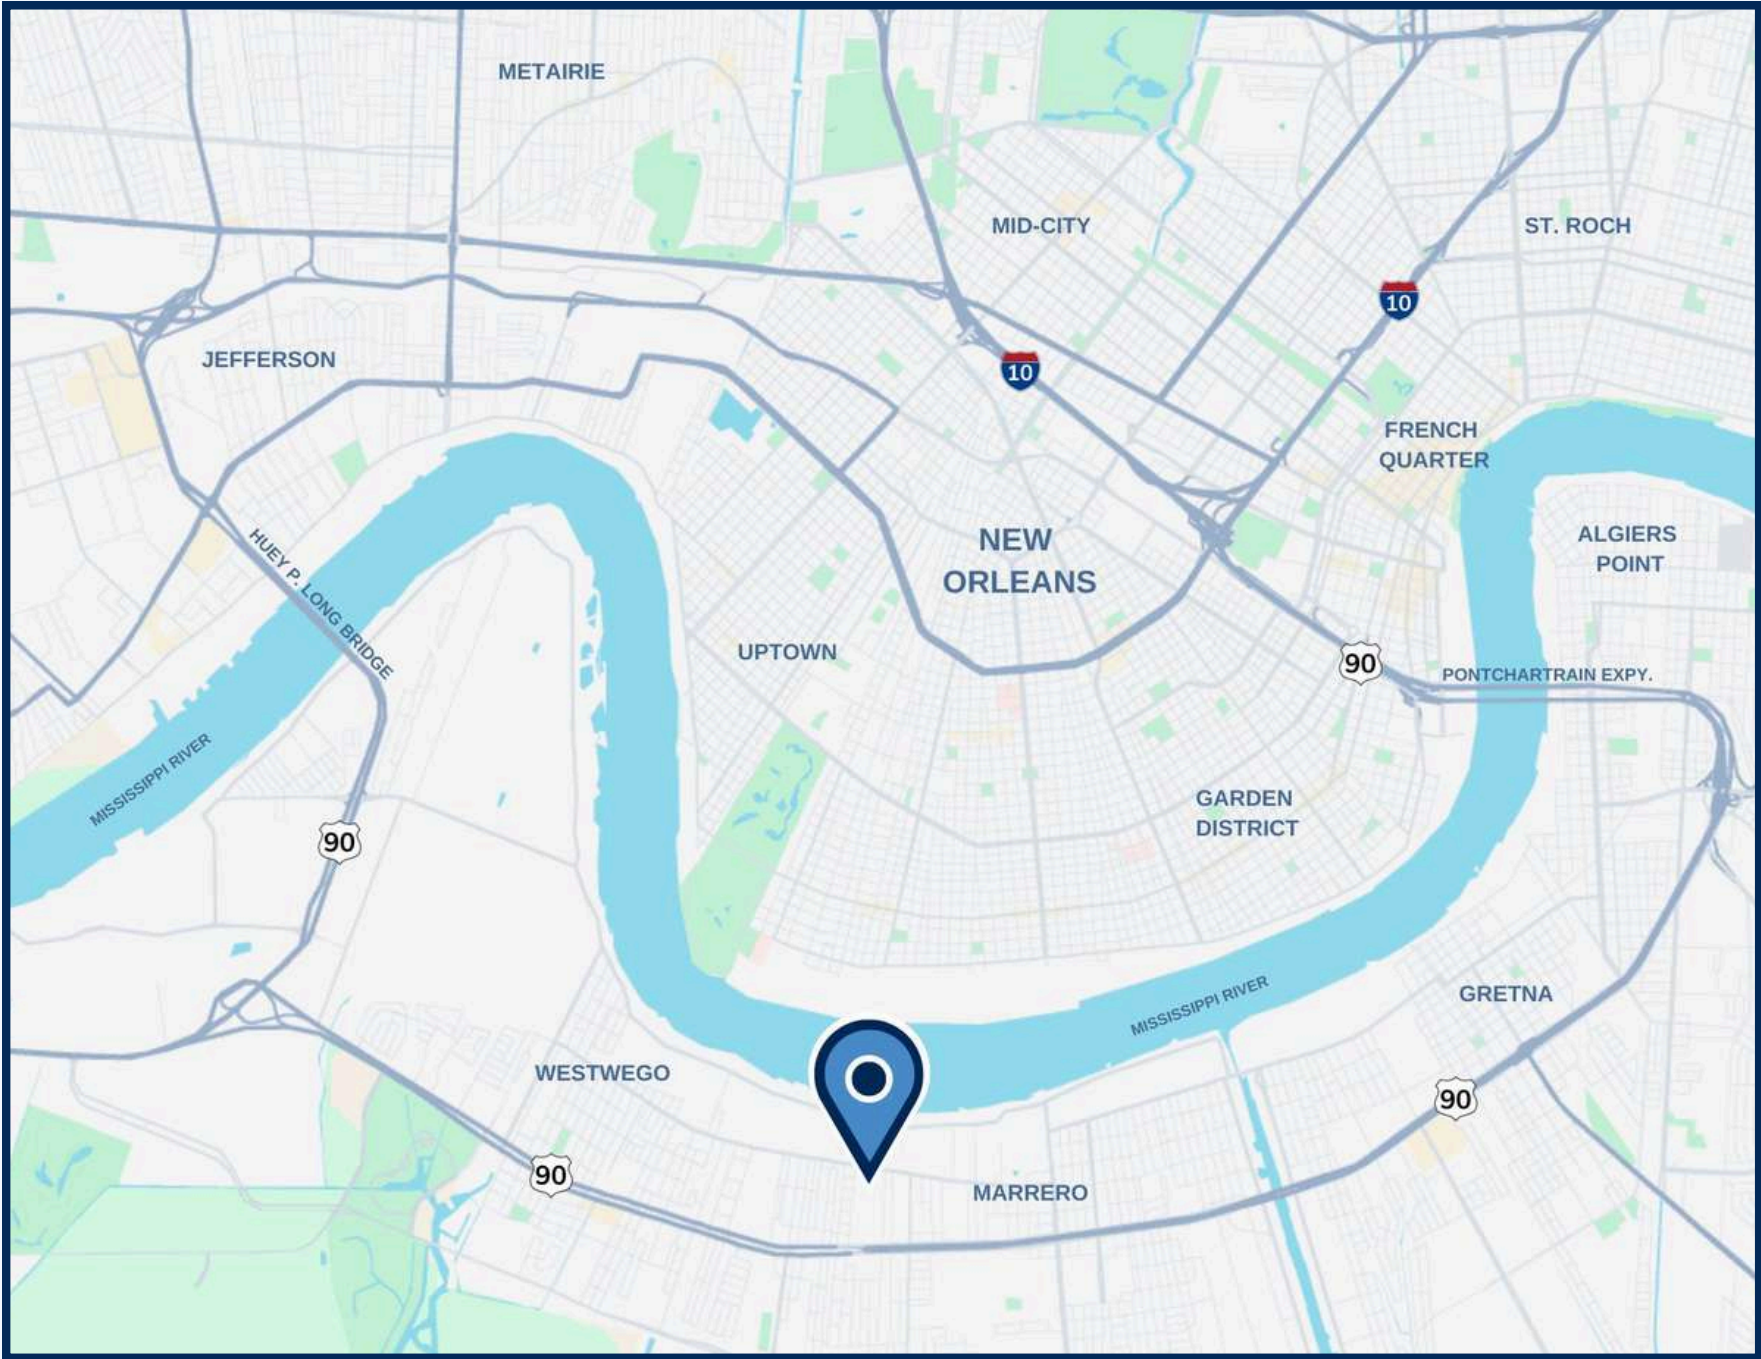 METAIRIE
MID-CITY
ST. ROCH
10
JEFFERSON
10
FRENCH
QUARTER
NEW
ORLEANS
ALGIERS
POINT
HUEY P. LONG BRIDGE
UPTOWN
90
PONTCHARTRAIN EXPY.
MISSISSIPPI RIVER
90
GARDEN
DISTRICT
MISSISSIPPI RIVER
GRETNA
WESTWEGO
90
90
MARRERO